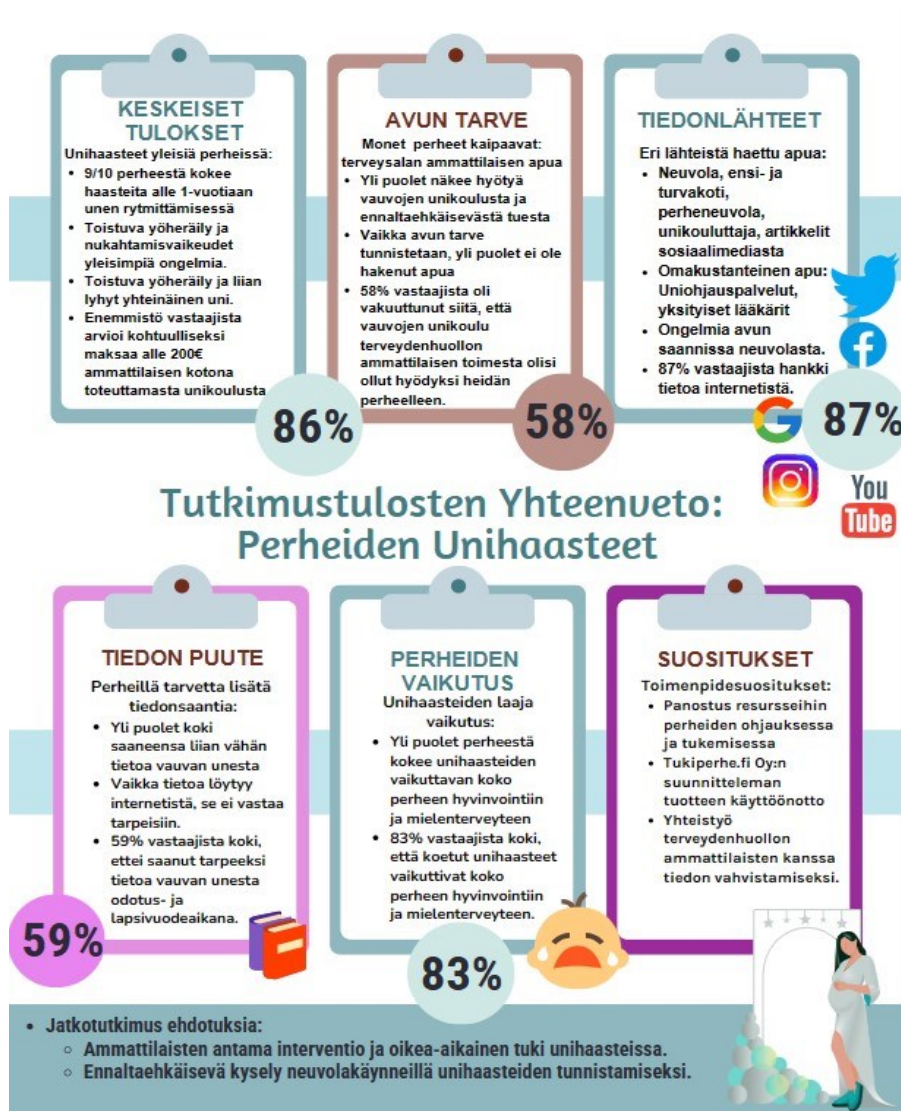 KESKEISET
TULOKSET
Unihaasteet yleisiä perheissä:
• 9/10 perheestä kokee
haasteita alle 1-vuotiaan
unen rytmittämisessä
• Toistuva yöheräily ja
nukahtamisvaikeudet
yleisimpiä ongelmia.
• Toistuva yöheräily ja liian
lyhyt yhteinäinen uni.
• Enemmistö vastaajista
arvioi kohtuulliseksi
maksaa alle 200€
ammattilaisen kotona
toteuttamasta unikoulusta
86%
AVUN TARVE
Monet perheet kaipaavat:
terveysalan ammattilaisen apua
• Yli puolet näkee hyötyä
vauvojen unikoulusta ja
ennaltaehkäisevästä tuesta
• Vaikka avun tarve
tunnistetaan, yli puolet ei ole
hakenut apua
• 58% vastaajista oli
vakuuttunut siitä, että
vauvojen unikoulu
terveydenhuollon
ammattilaisen toimesta olisi
ollut hyödyksi heidän
perheelleen.
58%
TIEDONLÄHTEET
Eri lähteistä haettu apua:
• Neuvola, ensi- ja
turvakoti,
perheneuvola,
unikouluttaja, artikkelit
sosiaalimediasta
• Omakustanteinen apu:
Uniohjauspalvelut,
yksityiset lääkärit
• Ongelmia avun
saannissa neuvolasta.
• 87% vastaajista hankki
tietoa internetistä.
87%
You
Tube
Tutkimustulosten Yhteenveto:
Perheiden Unihaasteet
TIEDON PUUTE
Perheillä tarvetta lisätä
tiedonsaantia:
• Yli puolet koki
saaneensa liian vähän
tietoa vauvan unesta
• Vaikka tietoa löytyy
internetistä, se ei vastaa
tarpeisiin.
• 59% vastaajista koki,
ettei saanut tarpeeksi
tietoa vauvan unesta
odotus- ja
lapsivuodeaikana.
59%
PERHEIDEN
VAIKUTUS
Unihaasteiden laaja
vaikutus:
• Yli puolet perheestä
kokee unihaasteiden
vaikuttavan koko
perheen hyvinvointiin
ja mielenterveyteen
• 83% vastaajista koki,
että koetut unihaasteet
vaikuttivat koko
perheen hyvinvointiin
ja mielenterveyteen.
83%
SUOSITUKSET
Toimenpidesuositukset:
• Panostus resursseihin
perheiden ohjauksessa
ja tukemisessa
• Tukiperhe.fi Oy:n
suunnitteleman
tuotteen käyttöönotto
• Yhteistyö
terveydenhuollon
ammattilaisten kanssa
tiedon vahvistamiseksi.
• Jatkotutkimus ehdotuksia:
◦ Ammattilaisten antama interventio ja oikea-aikainen tuki unihaasteissa.
◦ Ennaltaehkäisevä kysely neuvolakäynneillä unihaasteiden tunnistamiseksi.